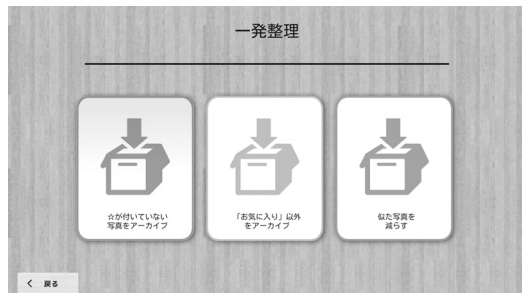 一発整理
☆が付いていない
写真をアーカイブ
「お気に入り」以外
をアーカイブ
似た写真を
減らす
く 戻る